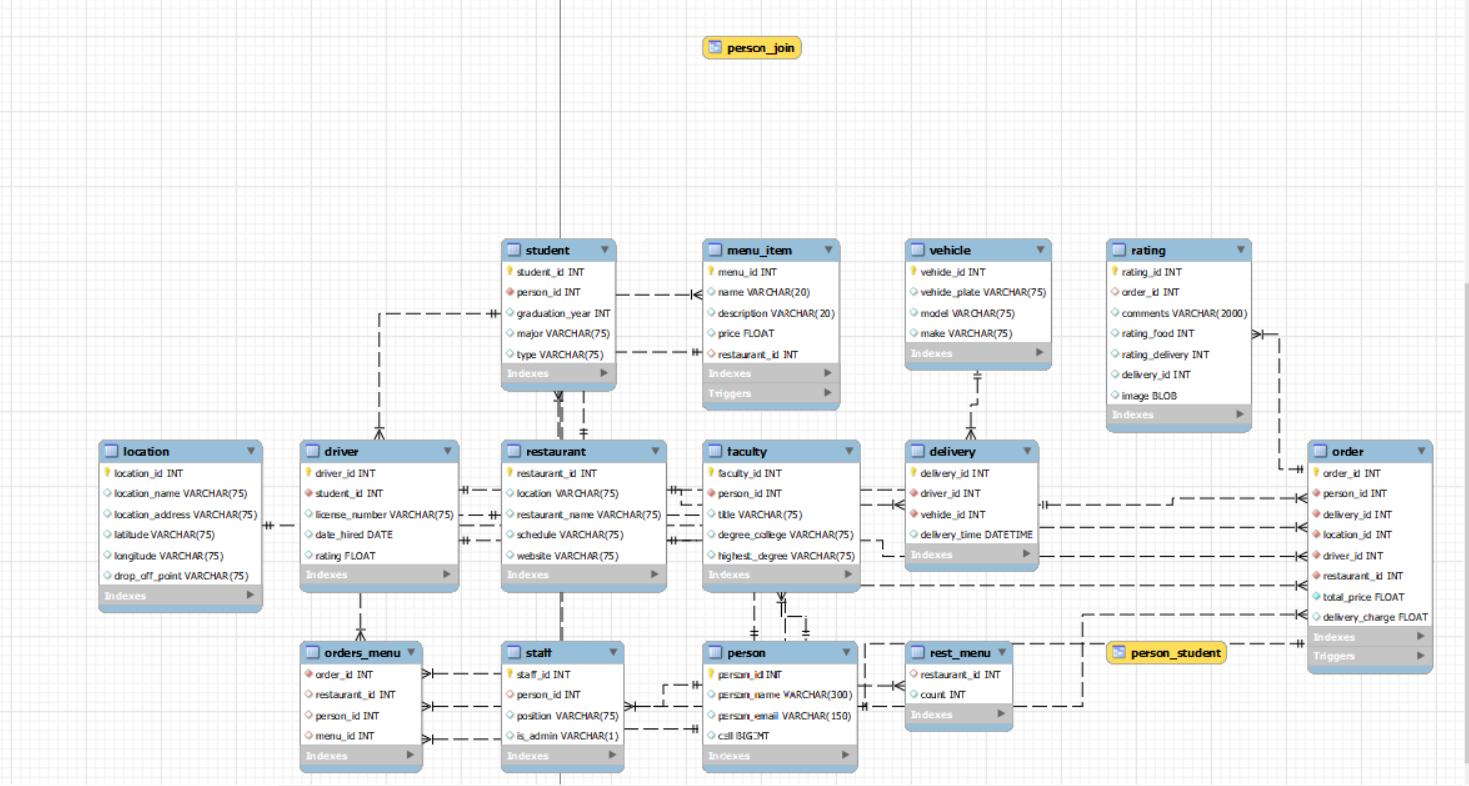 person_join
student
student_id INT
person_id INT
graduation_year INT
major VARCHAR(75)
type VARCHAR(75)
Indexes
menu_item
menu_id INT
name VARCHAR(20)
description VARCHAR(20)
price FLOAT
restaurant_id INT
Indexes
Triggers
vehicle
vehicle_id INT
vehicle_plate VARCHAR(75)
model VARCHAR(75)
make VARCHAR(75)
Indexes
rating
rating_id INT
order_id INT
comments VARCHAR(2000)
rating_food INT
rating_delivery INT
delivery_id INT
image BLOB
Indexes
location
location_id INT
location_name VARCHAR(75)
location_address VARCHAR(75)
latitude VARCHAR(75)
longitude VARCHAR(75)
drop_off_point VARCHAR(75)
Indexes
driver
driver_id INT
student_id INT
license_number VARCHAR(75)
date_hired DATE
rating FLOAT
Indexes
restaurant
restaurant_id INT
location VARCHAR(75)
restaurant_name VARCHAR(75)
schedule VARCHAR(75)
website VARCHAR(75)
Indexes
faculty
faculty_id INT
person_id INT
title VARCHAR(75)
degree_college VARCHAR(75)
highest_degree VARCHAR(75)
Indexes
delivery
delivery_id INT
driver_id INT
vehicle_id INT
delivery_time DATETIME
Indexes
order
order_id INT
person_id INT
delivery_id INT
location_id INT
driver_id INT
restaurant_id INT
total_price FLOAT
delivery_charge FLOAT
Indexes
Triggers
orders_menu
order_id INT
restaurant_id INT
person_id INT
menu_id INT
Indexes
staff
staff_id INT
person_id INT
position VARCHAR(75)
is_admin VARCHAR(1)
Indexes
person
person_id INT
person_name VARCHAR(300)
person_email VARCHAR(150)
cell BIGINT
Indexes
rest_menu
restaurant_id INT
count INT
Indexes
person_student